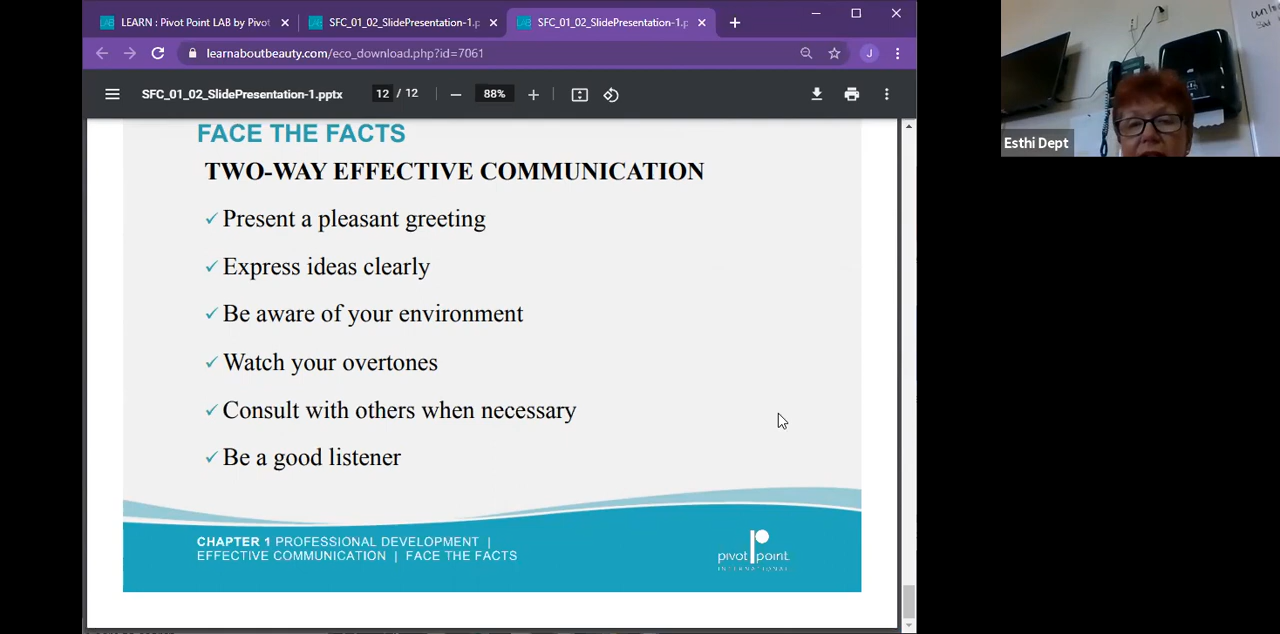 LEARN : Pivot Point LAB by Pivot
SFC_01_02_SlidePresentation-1.p
SFC_01_02_SlidePresentation-1.p
learnaboutbeauty.com/eco_download.php?id=7061
J
SFC_01_02_SlidePresentation-1.pptx
12 / 12
88%
FACE THE FACTS
TWO-WAY EFFECTIVE COMMUNICATION
✓ Present a pleasant greeting
✓ Express ideas clearly
✓ Be aware of your environment
✓ Watch your overtones
✓ Consult with others when necessary
✓ Be a good listener
CHAPTER 1 PROFESSIONAL DEVELOPMENT |
EFFECTIVE COMMUNICATION | FACE THE FACTS
pivot point
INTERNATIONAL
Esthi Dept